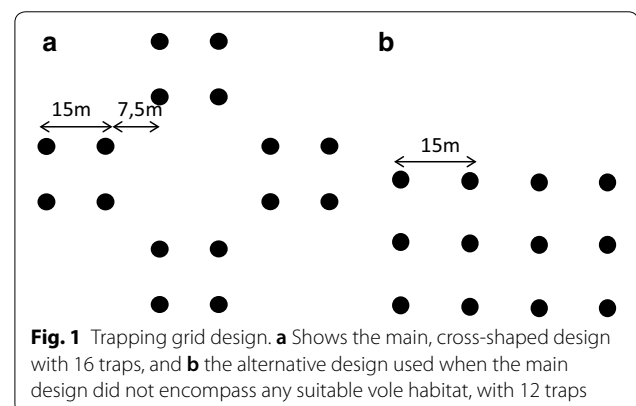 a
b
15m
7,5m
15m
Fig. 1 Trapping grid design. a Shows the main, cross-shaped design
with 16 traps, and b the alternative design used when the main
design did not encompass any suitable vole habitat, with 12 traps